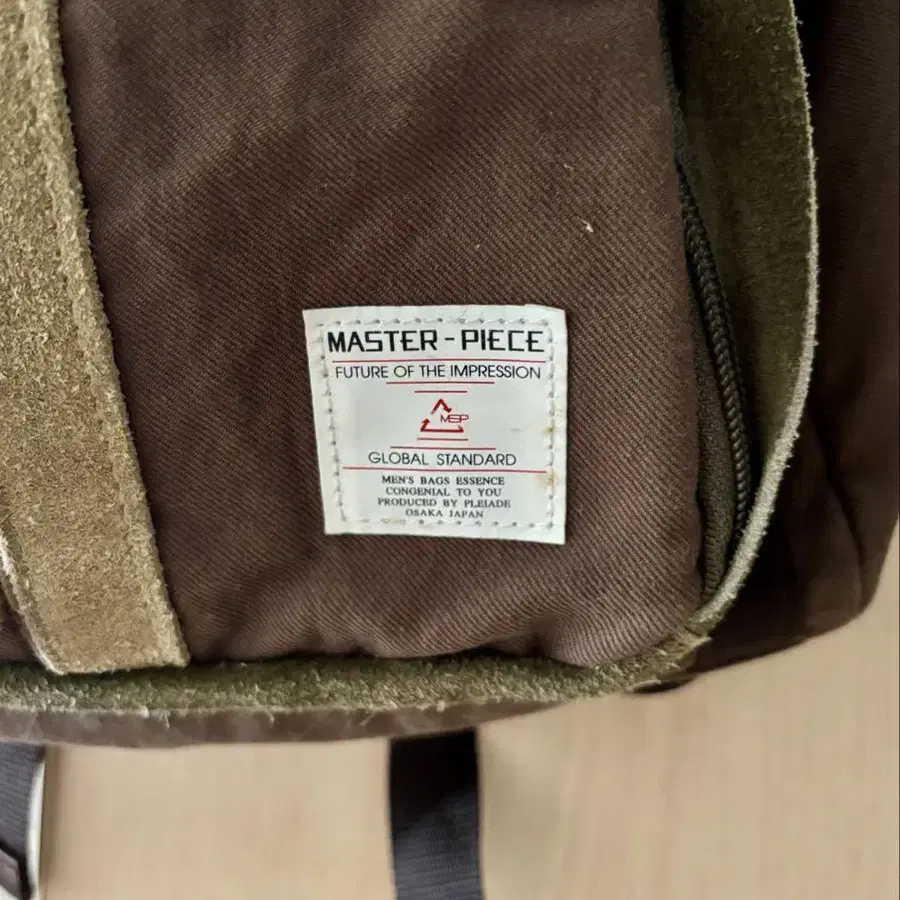 MASTER-PIECE
FUTURE OF THE IMPRESSION
MSP
GLOBAL STANDARD
MEN'S BAGS ESSENCE
CONGENIAL TO YOU
PRODUCED BY PLEIADE
OSAKA JAPAN